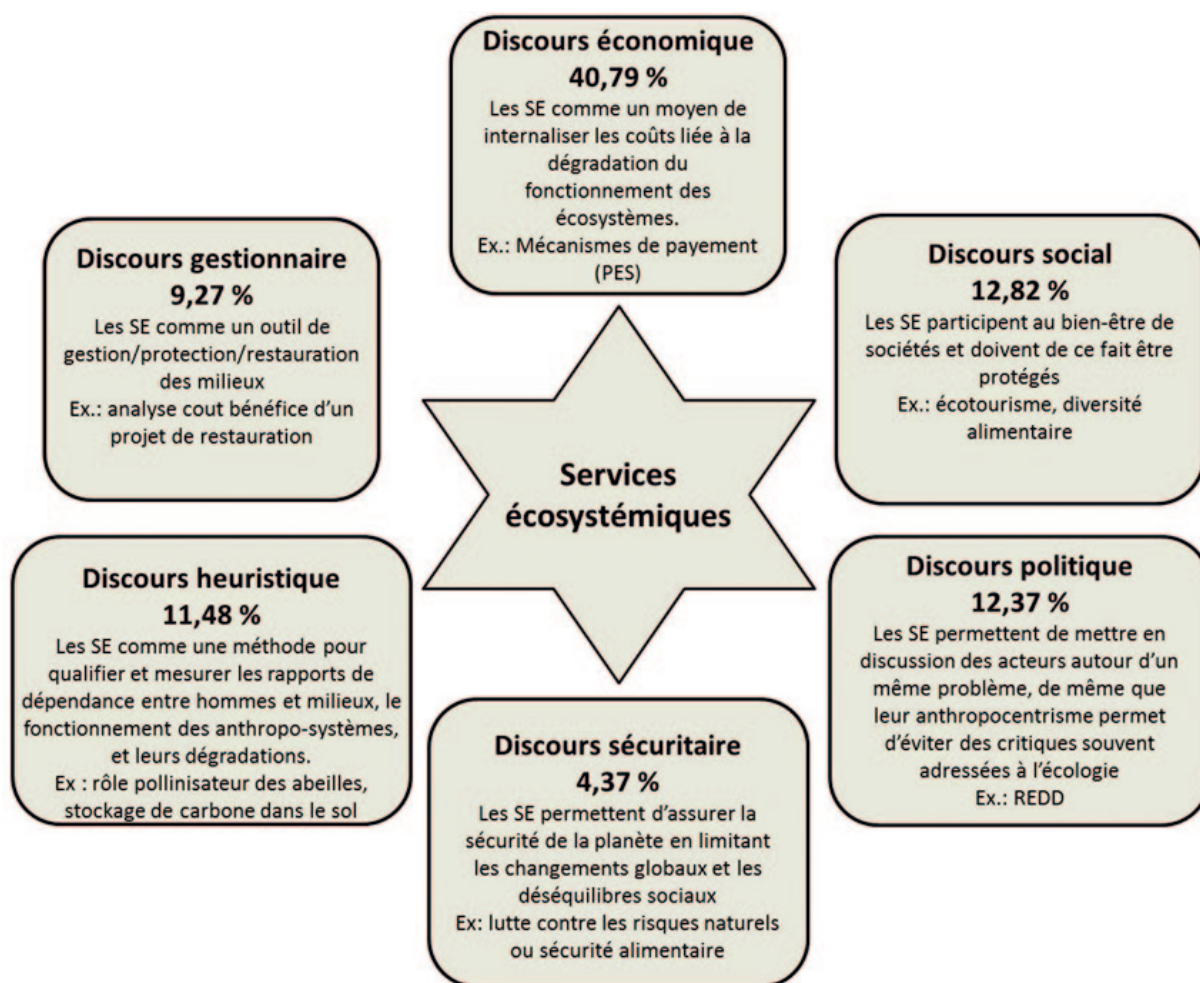 Discours économique
40,79 %
Les SE comme un moyen de
internaliser les coûts liée à la
dégradation du
fonctionnement des
écosystèmes.
Ex.: Mécanismes de payement
(PES)
Discours gestionnaire
9,27 %
Les SE comme un outil de
gestion/protection/restauration
des milieux
Ex.: analyse cout bénéfice d’un
projet de restauration
Discours social
12,82 %
Les SE participent au bien-être de
sociétés et doivent de ce fait être
protégés
Ex.: écotourisme, diversité
alimentaire
Services
écosystémiques
Discours heuristique
11,48 %
Les SE comme une méthode pour
qualifier et mesurer les rapports de
dépendance entre hommes et milieux, le
fonctionnement des anthropo-systèmes,
et leurs dégradations.
Ex : rôle pollinisateur des abeilles,
stockage de carbone dans le sol
Discours politique
12,37 %
Les SE permettent de mettre en
discussion des acteurs autour d’un
même problème, de même que
leur anthropocentrisme permet
d’éviter des critiques souvent
adressées à l’écologie
Ex.: REDD
Discours sécuritaire
4,37 %
Les SE permettent d’assurer la
sécurité de la planète en limitant
les changements globaux et les
déséquilibres sociaux
Ex: lutte contre les risques naturels
ou sécurité alimentaire